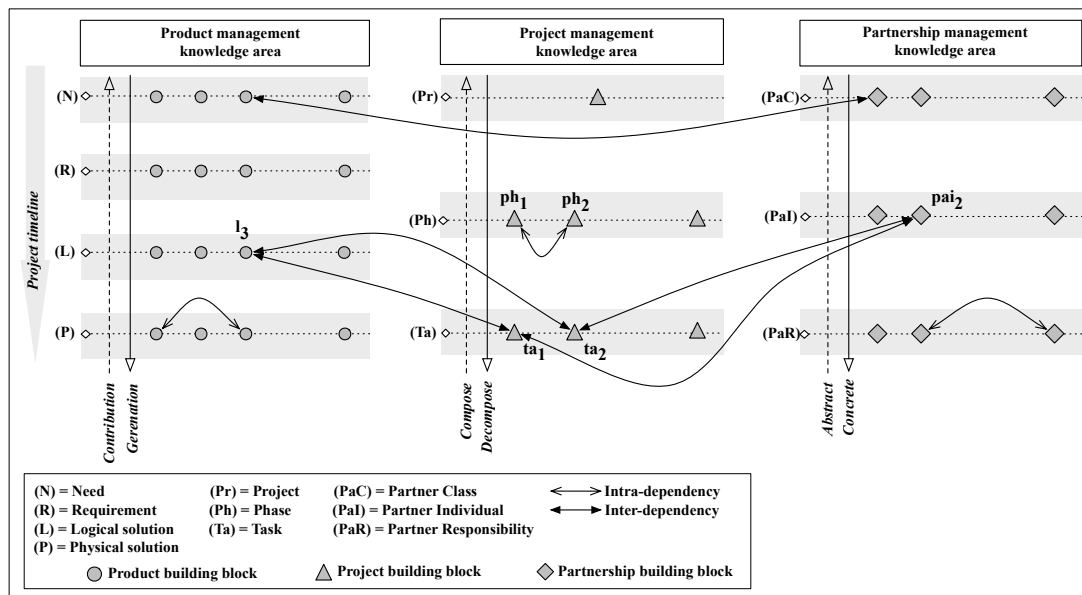 Product management
knowledge area
Project management
knowledge area
Partnership management
knowledge area
Project timeline
(N)
(R)
(L)
(P)
l3
Contribution
Gerenation
(Pr)
(Ph)
(Ta)
ph1
ph2
ta1
ta2
Compose
Decompose
(PaC)
(PaI)
(PaR)
pai2
Abstract
Concrete
(N) = Need
(R) = Requirement
(L) = Logical solution
(P) = Physical solution
(Pr) = Project
(Ph) = Phase
(Ta) = Task
(PaC) = Partner Class
(PaI) = Partner Individual
(PaR) = Partner Responsibility
Intra-dependency
Inter-dependency
Product building block
Project building block
Partnership building block